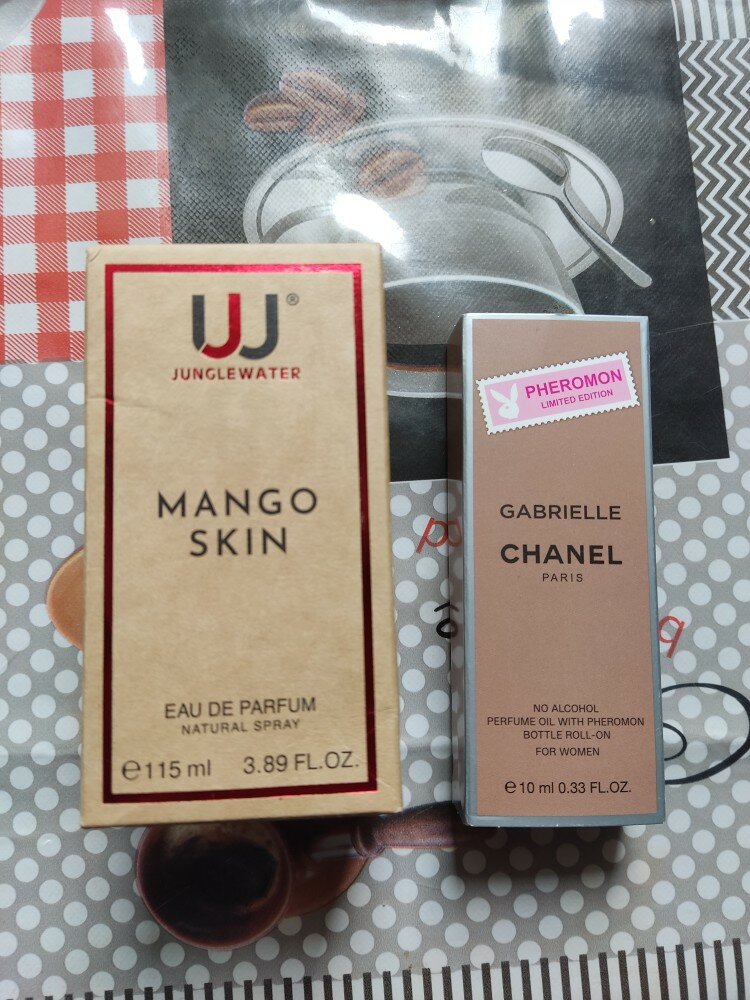 UJ®
JUNGLEWATER
MANGO
SKIN
EAU DE PARFUM
NATURAL SPRAY
e115 ml 3.89 FL.OZ.
PHEROMON
LIMITED EDITION
GABRIELLE
CHANEL
PARIS
NO ALCOHOL
PERFUME OIL WITH PHEROMON
BOTTLE ROLL-ON
FOR WOMEN
e10 ml 0.33 FL.OZ.